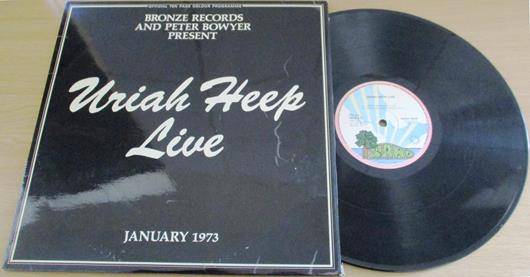 OFFICIAL TEN PAGE COLOUR PROGRAMME
BRONZE RECORDS
AND PETER BOWYER
PRESENT
Uriah Heep
Live
JANUARY 1973
ISLAND